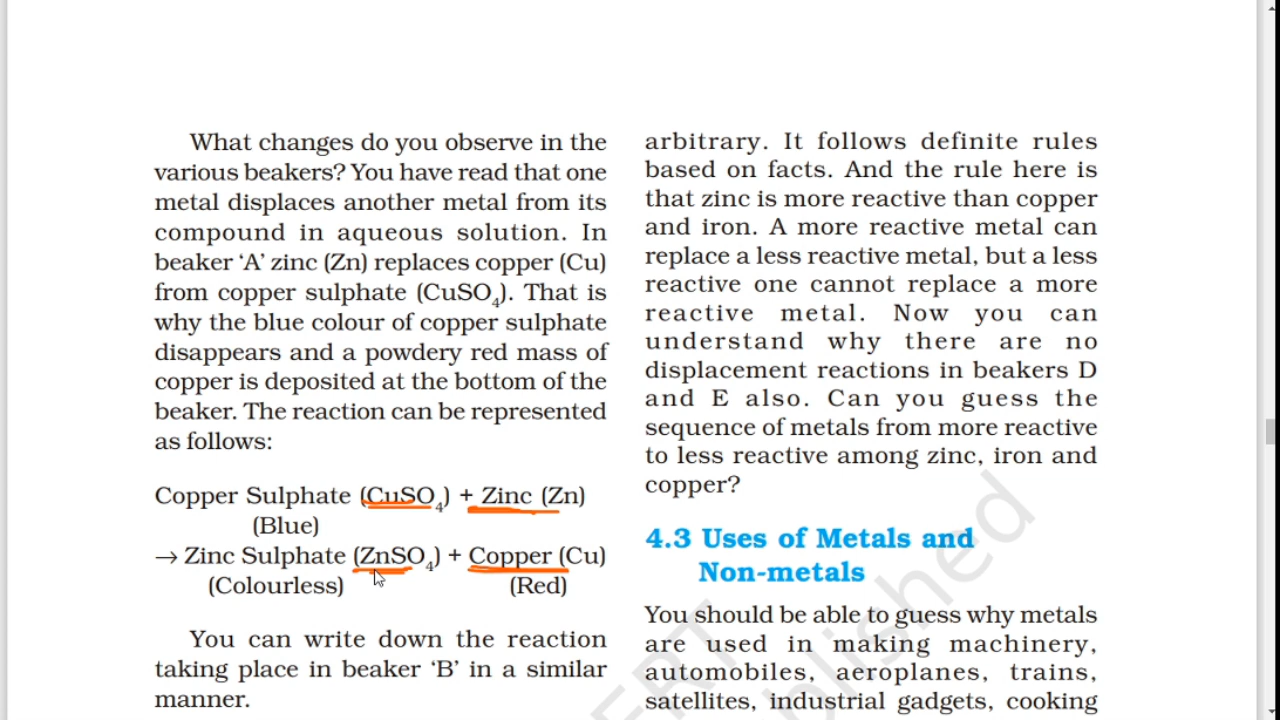 What changes do you observe in the
various beakers? You have read that one
metal displaces another metal from its
compound in aqueous solution. In
beaker ‘A’ zinc (Zn) replaces copper (Cu)
from copper sulphate (CuSO₄). That is
why the blue colour of copper sulphate
disappears and a powdery red mass of
copper is deposited at the bottom of the
beaker. The reaction can be represented
as follows:
Copper Sulphate (CuSO₄) + Zinc (Zn)
(Blue)
→ Zinc Sulphate (ZnSO₄) + Copper (Cu)
(Colourless) (Red)
You can write down the reaction
taking place in beaker ‘B’ in a similar
manner.
arbitrary. It follows definite rules
based on facts. And the rule here is
that zinc is more reactive than copper
and iron. A more reactive metal can
replace a less reactive metal, but a less
reactive one cannot replace a more
reactive metal. Now you can
understand why there are no
displacement reactions in beakers D
and E also. Can you guess the
sequence of metals from more reactive
to less reactive among zinc, iron and
copper?
4.3 Uses of Metals and
Non-metals
You should be able to guess why metals
are used in making machinery,
automobiles, aeroplanes, trains,
satellites, industrial gadgets, cooking